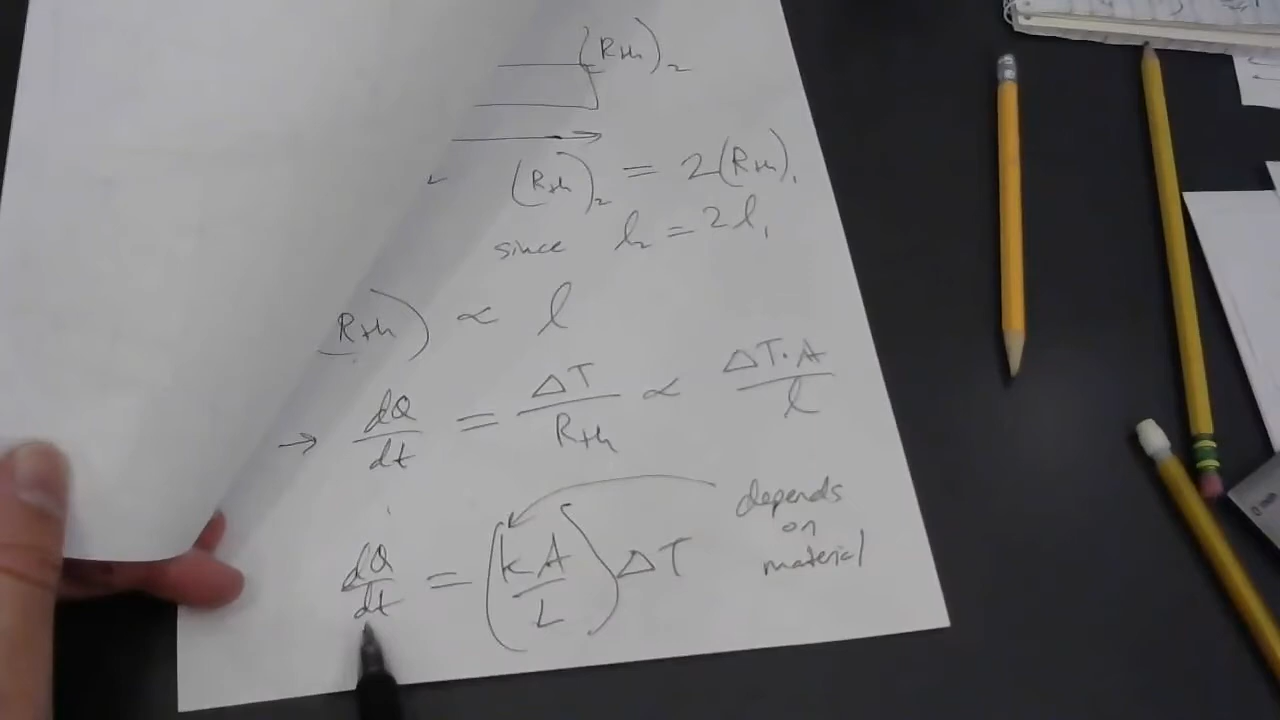 (Rth)₂
(Rth)₂ = 2(Rth)₁
since l₂ = 2l₁
Rth) ∝ l
→ dQ/dt = ΔT/Rth ∝ ΔT·A/l
depends
on
material
dQ/dt = (kA/L) ΔT